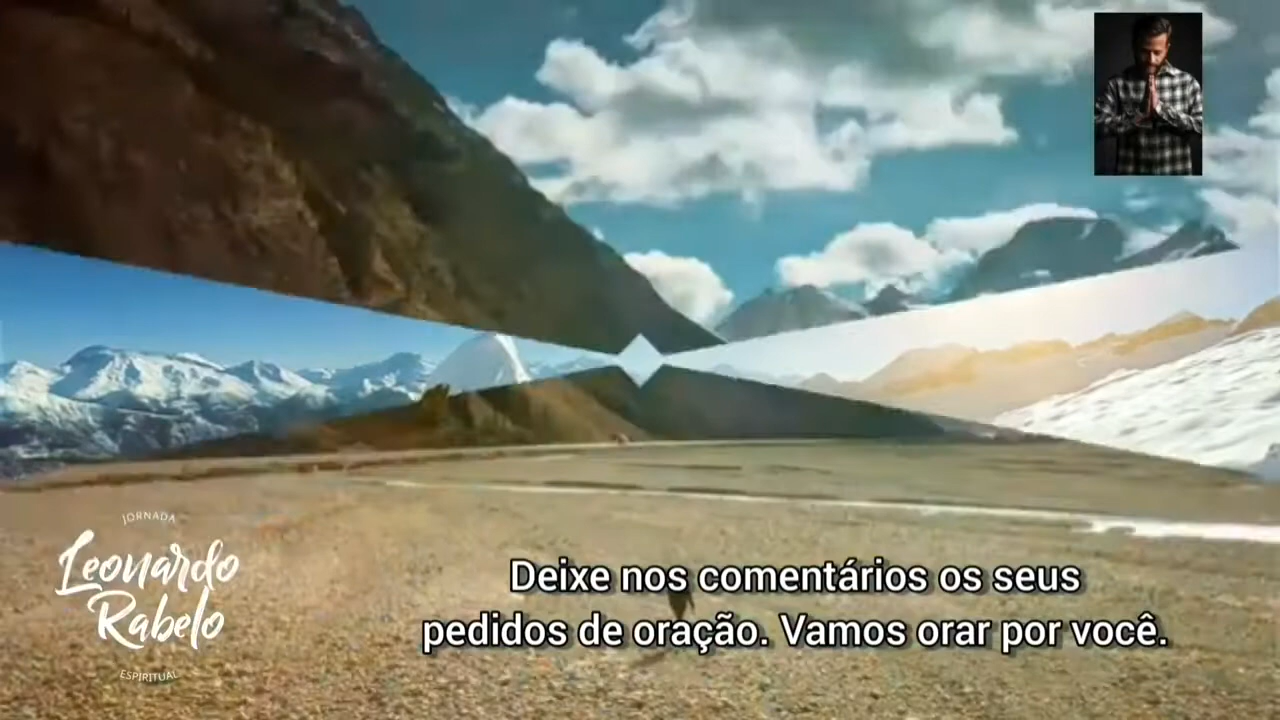 JORNADA
Leonardo
Rabelo
ESPIRITUAL
Deixe nos comentários os seus
pedidos de oração. Vamos orar por você.